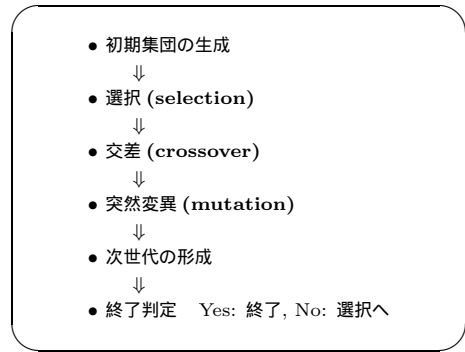 • 初期集団の生成
⇓
• 選択 (selection)
⇓
• 交差 (crossover)
⇓
• 突然変異 (mutation)
⇓
• 次世代の形成
⇓
• 終了判定 Yes: 終了, No: 選択へ